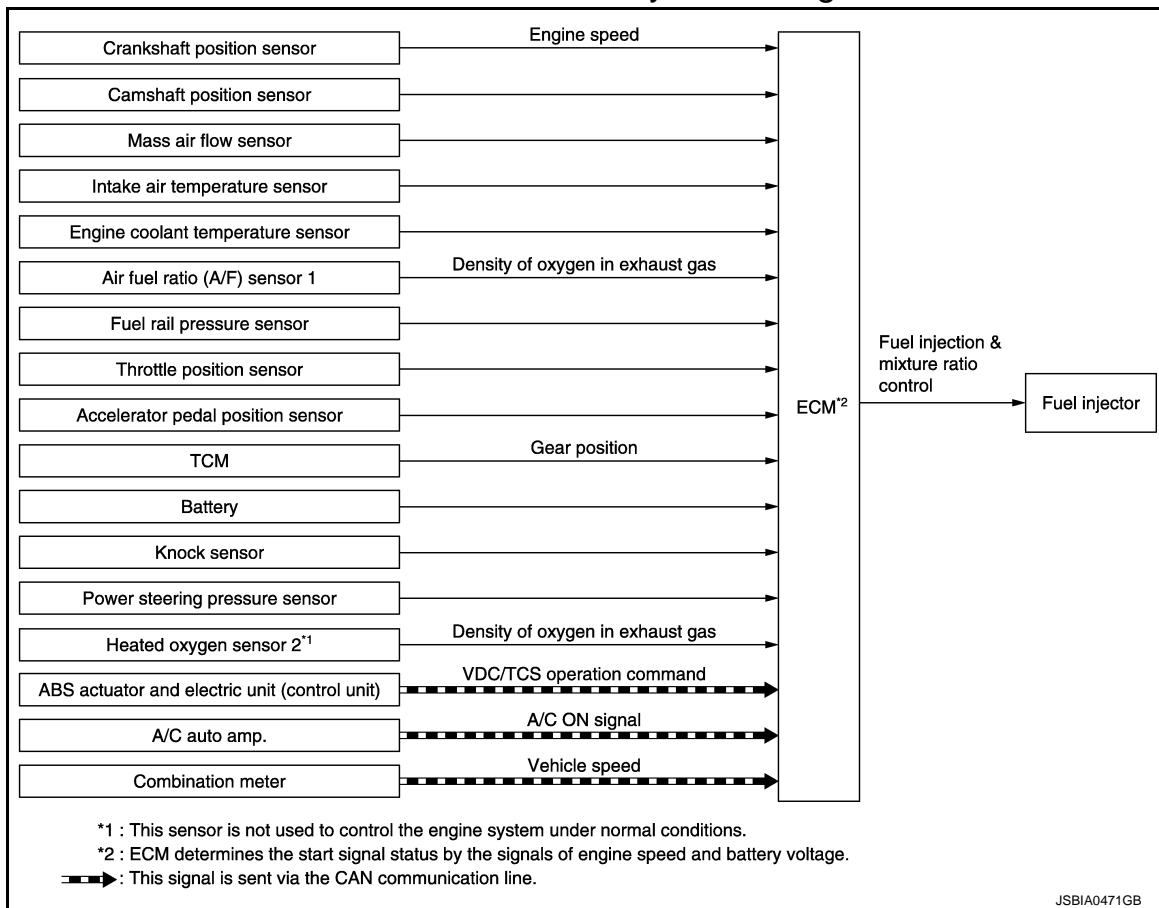 Crankshaft position sensor
Engine speed
Camshaft position sensor
Mass air flow sensor
Intake air temperature sensor
Engine coolant temperature sensor
Air fuel ratio (A/F) sensor 1
Density of oxygen in exhaust gas
Fuel rail pressure sensor
Throttle position sensor
Accelerator pedal position sensor
TCM
Gear position
Battery
Knock sensor
Power steering pressure sensor
Heated oxygen sensor 2*1
Density of oxygen in exhaust gas
ABS actuator and electric unit (control unit)
VDC/TCS operation command
A/C auto amp.
A/C ON signal
Combination meter
Vehicle speed
ECM*2
Fuel injection &
mixture ratio
control
Fuel injector
*1 : This sensor is not used to control the engine system under normal conditions.
*2 : ECM determines the start signal status by the signals of engine speed and battery voltage.
: This signal is sent via the CAN communication line.
JSBIA0471GB